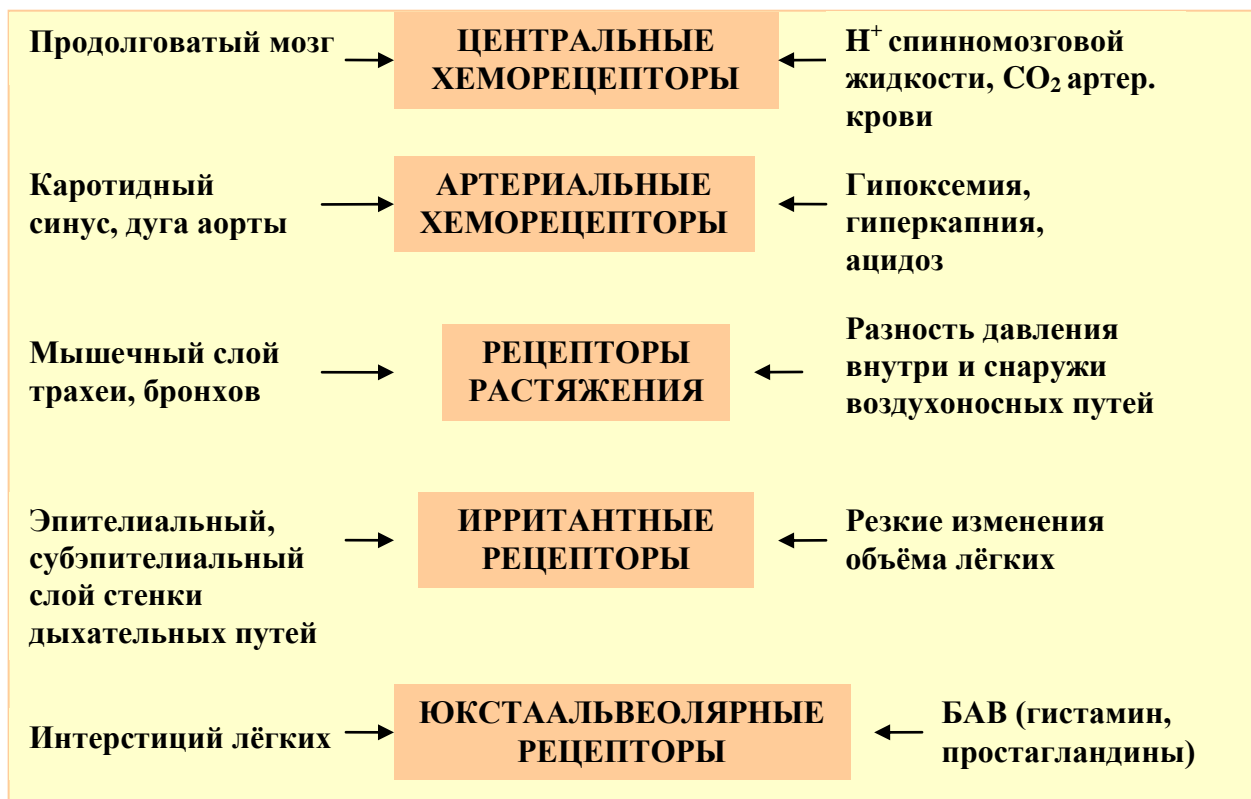 Продолговатый мозг
ЦЕНТРАЛЬНЫЕ
ХЕМОРЕЦЕПТОРЫ
H⁺ спинномозговой
жидкости, CO₂ артер.
крови
Каротидный
синус, дуга аорты
АРТЕРИАЛЬНЫЕ
ХЕМОРЕЦЕПТОРЫ
Гипоксемия,
гиперкапния,
ацидоз
Мышечный слой
трахеи, бронхов
РЕЦЕПТОРЫ
РАСТЯЖЕНИЯ
Разность давления
внутри и снаружи
воздухоносных путей
Эпителиальный,
субэпителиальный
слой стенки
дыхательных путей
ИРРИТАНТНЫЕ
РЕЦЕПТОРЫ
Резкие изменения
объёма лёгких
Интерстиций лёгких
ЮКСТААЛЬВЕОЛЯРНЫЕ
РЕЦЕПТОРЫ
БАВ (гистамин,
простагландины)